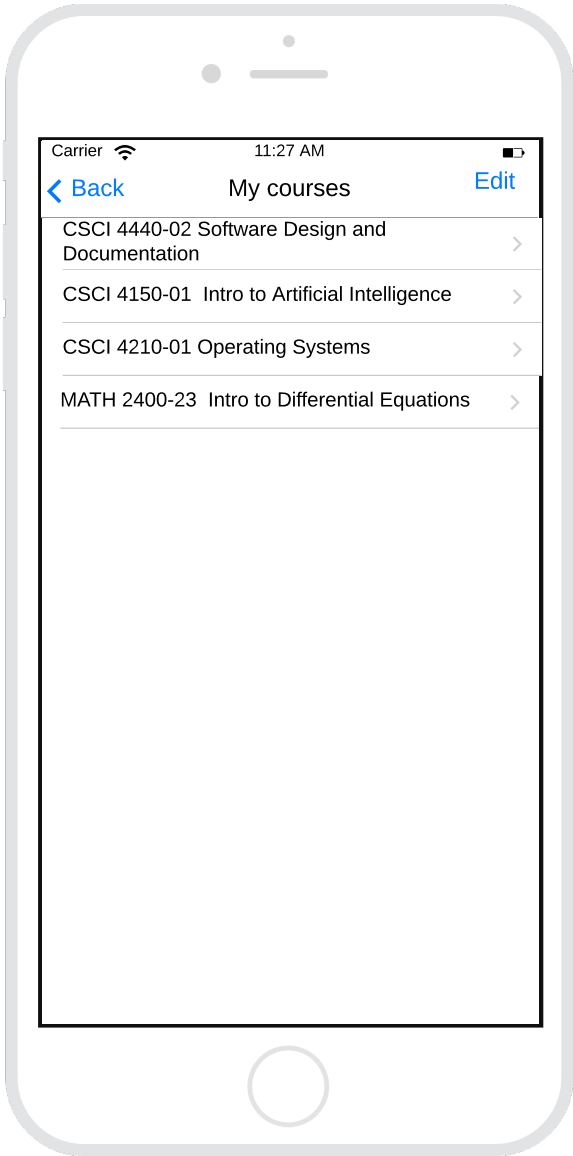 Carrier 11:27 AM
Back My courses Edit
CSCI 4440-02 Software Design and
Documentation
CSCI 4150-01  Intro to Artificial Intelligence
CSCI 4210-01 Operating Systems
MATH 2400-23  Intro to Differential Equations